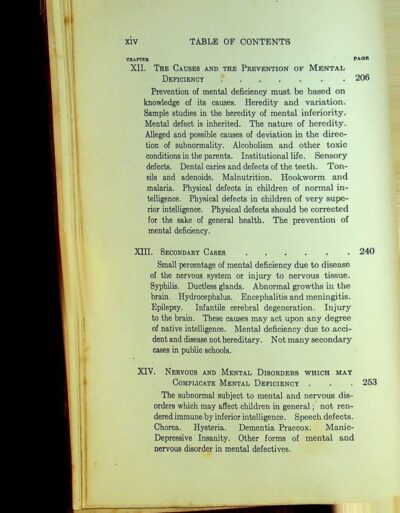 xiv TABLE OF CONTENTS
CHAPTER PAGE
XII. The Causes and the Prevention of Mental
Deficiency . . . . . . 206
Prevention of mental deficiency must be based on
knowledge of its causes. Heredity and variation.
Sample studies in the heredity of mental inferiority.
Mental defect is inherited. The nature of heredity.
Alleged and possible causes of deviation in the direc-
tion of subnormality. Alcoholism and other toxic
conditions in the parents. Institutional life. Sensory
defects. Dental caries and defects of the teeth. Ton-
sils and adenoids. Malnutrition. Hookworm and
malaria. Physical defects in children of normal in-
telligence. Physical defects in children of very supe-
rior intelligence. Physical defects should be corrected
for the sake of general health. The prevention of
mental deficiency.
XIII. Secondary Cases . . . . . . 240
Small percentage of mental deficiency due to disease
of the nervous system or injury to nervous tissue.
Syphilis. Ductless glands. Abnormal growths in the
brain. Hydrocephalus. Encephalitis and meningitis.
Epilepsy. Infantile cerebral degeneration. Injury
to the brain. These causes may act upon any degree
of native intelligence. Mental deficiency due to acci-
dent and disease not hereditary. Not many secondary
cases in public schools.
XIV. Nervous and Mental Disorders which may
Complicate Mental Deficiency . . . 253
The subnormal subject to mental and nervous dis-
orders which may affect children in general; not ren-
dered immune by inferior intelligence. Speech defects.
Chorea. Hysteria. Dementia Praecox. Manic-
Depressive Insanity. Other forms of mental and
nervous disorder in mental defectives.